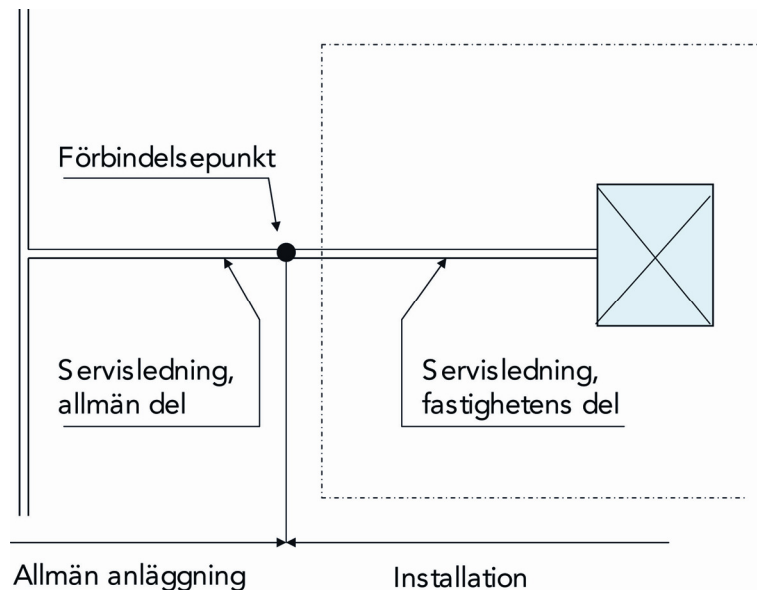 Förbindelsepunkt
Servisledning,
allmän del
Servisledning,
fastighetens del
Allmän anläggning
Installation